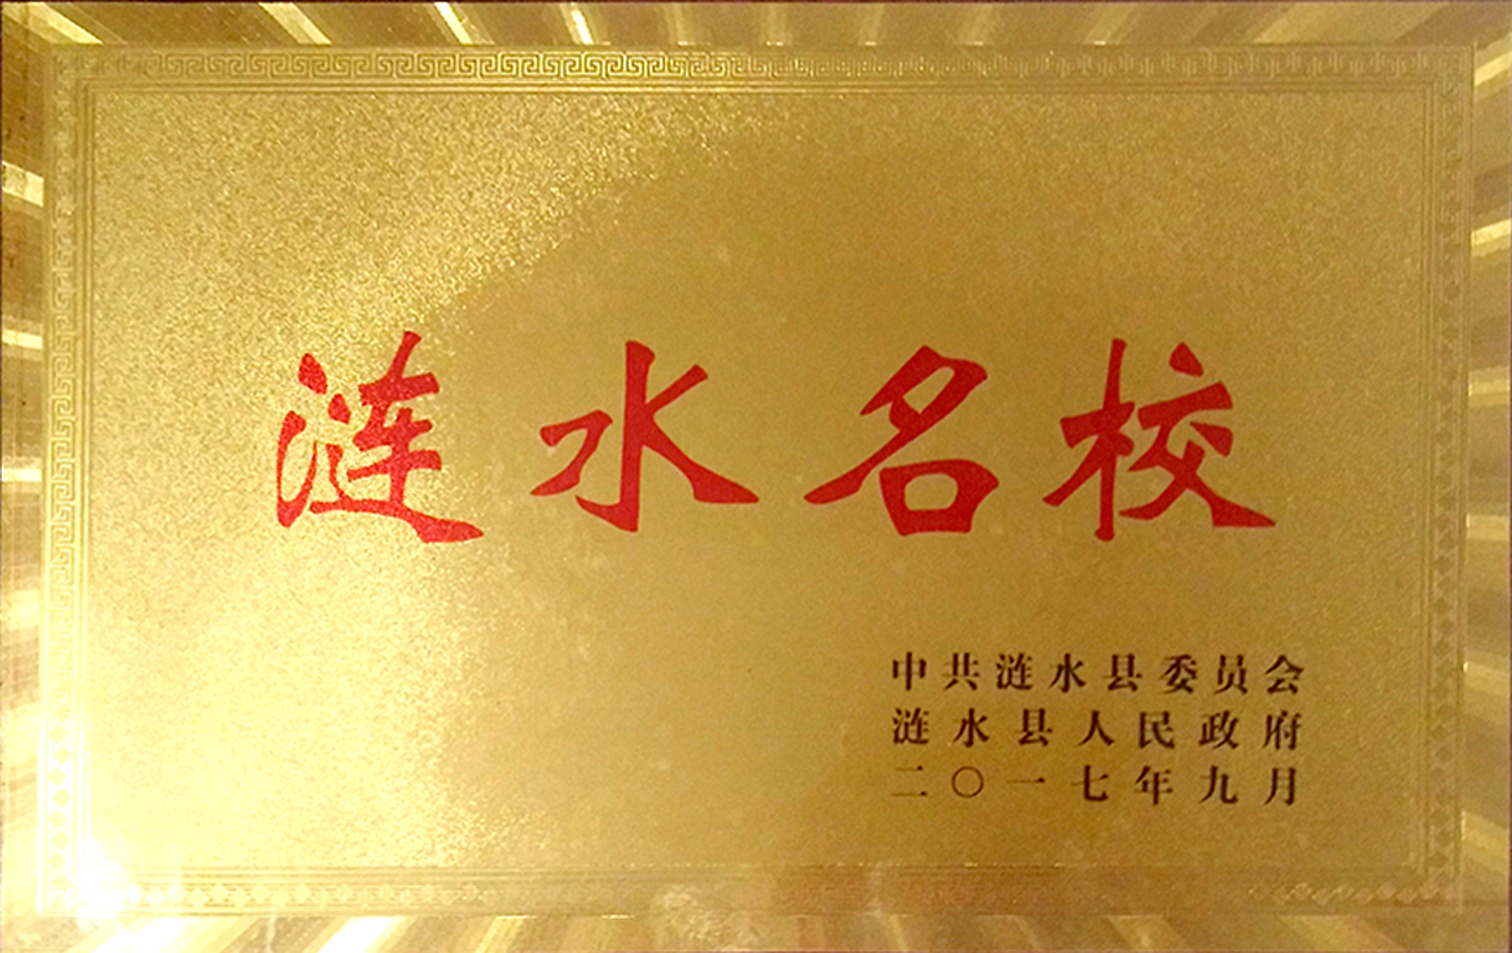 涟水名校
中共涟水县委员会
涟水县人民政府
二〇一七年九月